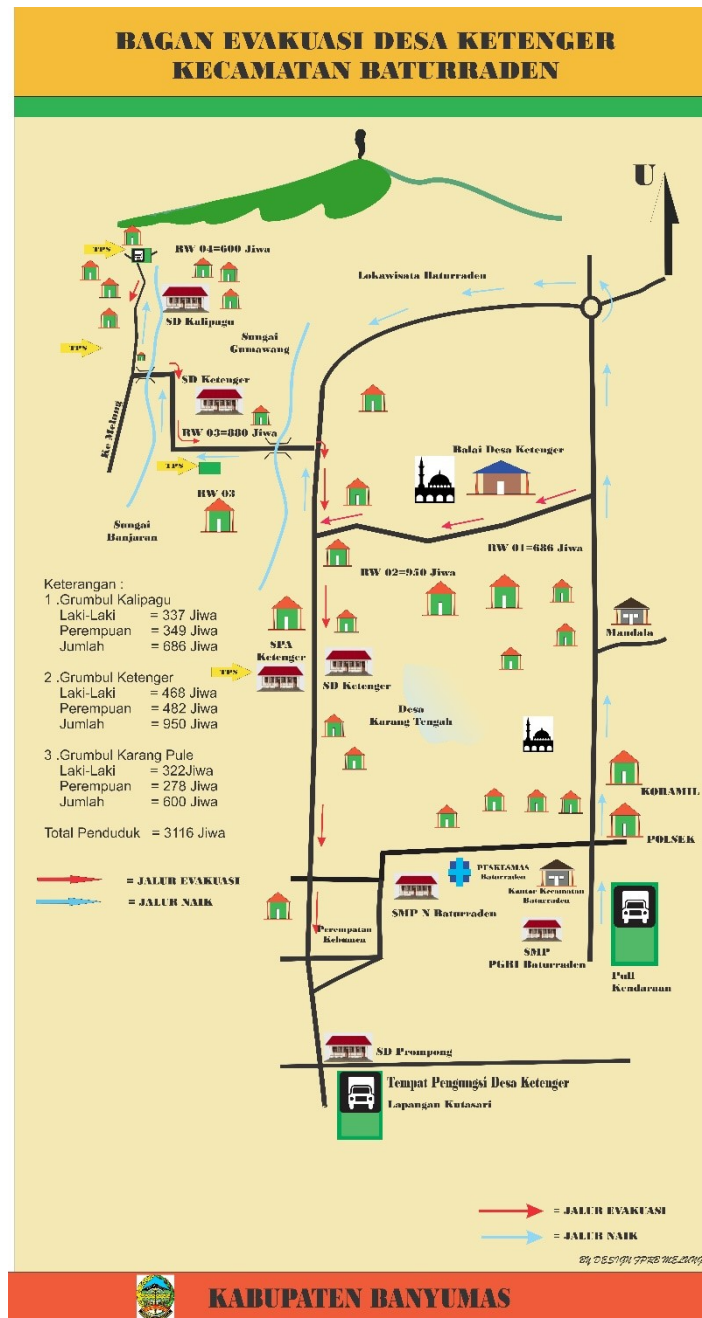 BAGAN EVAKUASI DESA KETENGER
KECAMATAN BATURRADEN
U
TPS
RW 04=600 Jiwa
Lokawisata Baturraden
SD Kalipagu
Sungai
Gumawang
TPS
SD Ketenger
Ke Melung
RW 03=880 Jiwa
Balai Desa Ketenger
TPS
RW 03
Sungai
Banjaran
RW 01=686 Jiwa
RW 02=950 Jiwa
Keterangan :
1 .Grumbul Kalipagu
Laki-Laki = 337 Jiwa
Perempuan = 349 Jiwa
Jumlah = 686 Jiwa
2 .Grumbul Ketenger
Laki-Laki = 468 Jiwa
Perempuan = 482 Jiwa
Jumlah = 950 Jiwa
3 .Grumbul Karang Pule
Laki-Laki = 322Jiwa
Perempuan = 278 Jiwa
Jumlah = 600 Jiwa
Total Penduduk = 3116 Jiwa
SPA
Ketenger
TPS
SD Ketenger
Mandala
Desa
Karung Tengah
KORAMIL
POLSEK
= JALUR EVAKUASI
= JALUR NAIK
PUSKESMAS
Baturraden
Kantar Kecamatan
Baturraden
SMP N Baturraden
Perempatan
Kebumen
SMP
PGRI Baturraden
Pull
Kendaraan
SD Prompong
Tempat Pengungsi Desa Ketenger
Lapangan Kutasari
= JALUR EVAKUASI
= JALUR NAIK
BY DESIGN FPRB MELUNG
KABUPATEN BANYUMAS